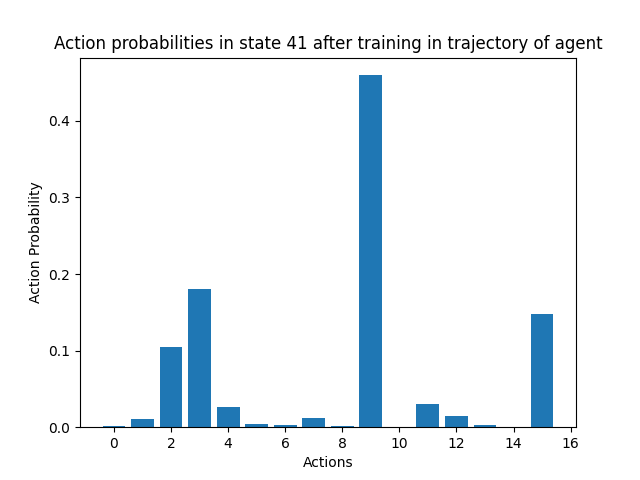 Action probabilities in state 41 after training in trajectory of agent
Action Probability
0.4
0.3
0.2
0.1
0.0
0 2 4 6 8 10 12 14 16
Actions